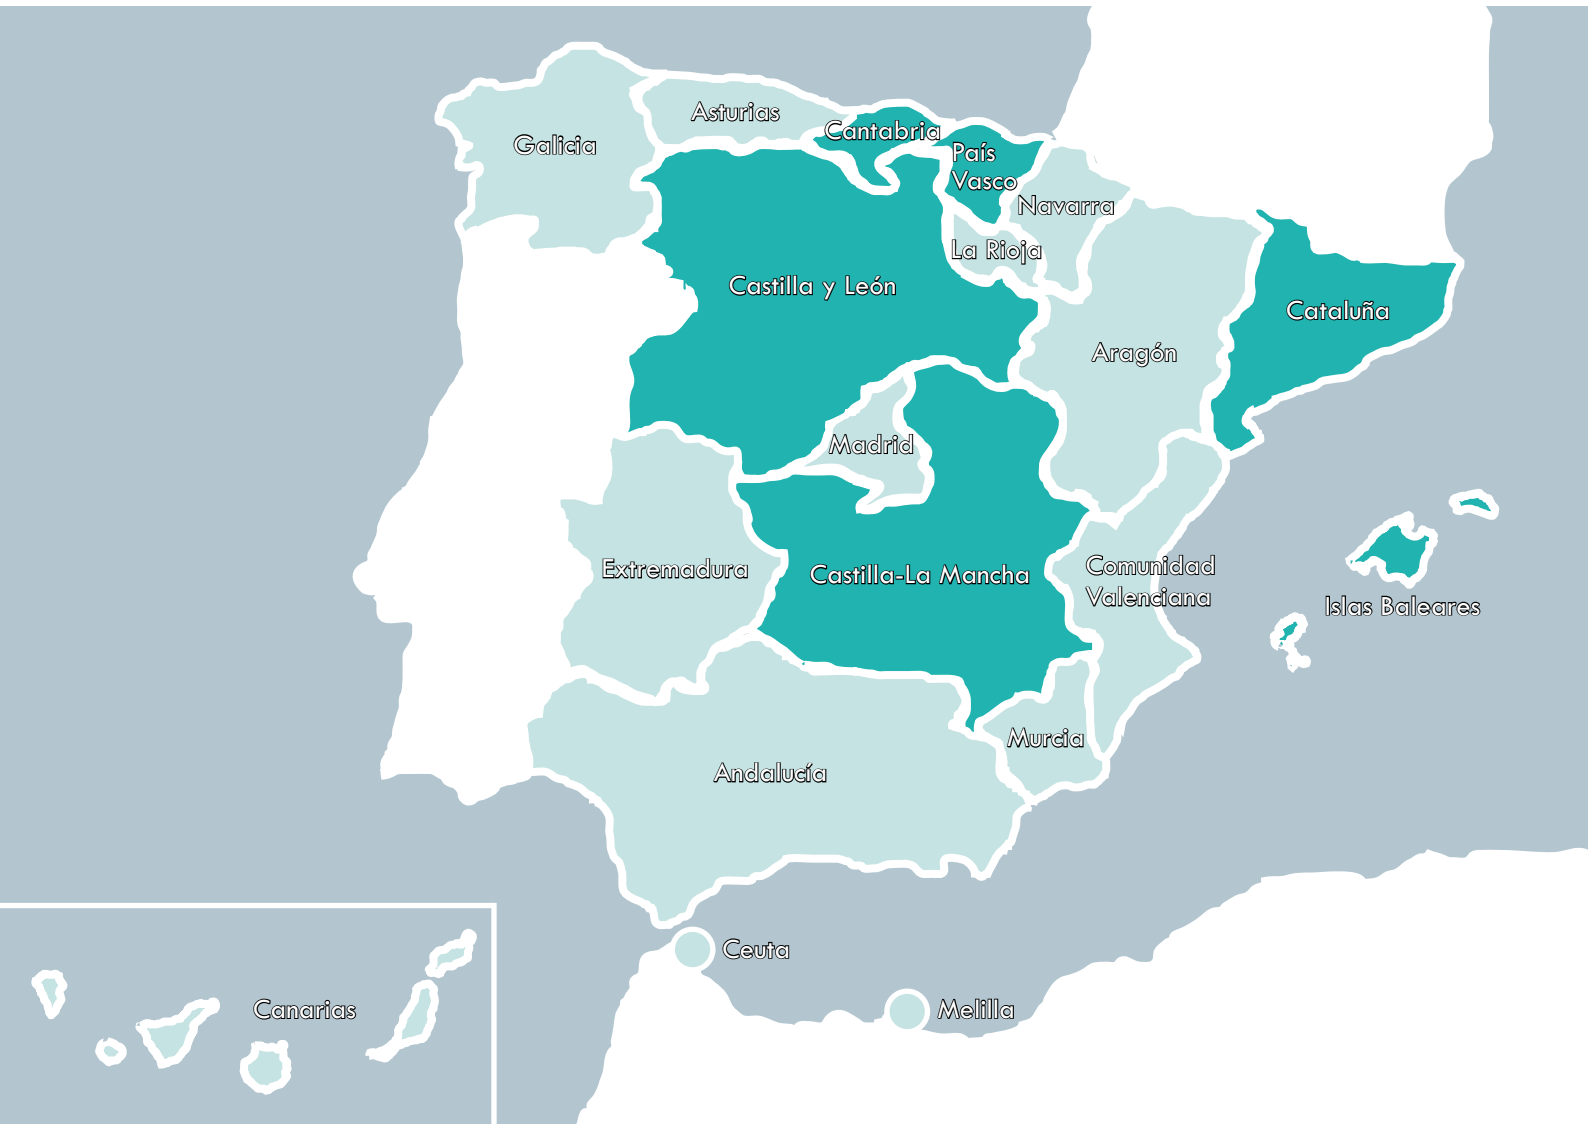 Asturias
Cantabria
Galicia
País
Vasco
Navarra
La Rioja
Castilla y León
Cataluña
Aragón
Madrid
Extremadura
Castilla-La Mancha
Comunidad
Valenciana
Islas Baleares
Murcia
Andalucía
Ceuta
Canarias
Melilla